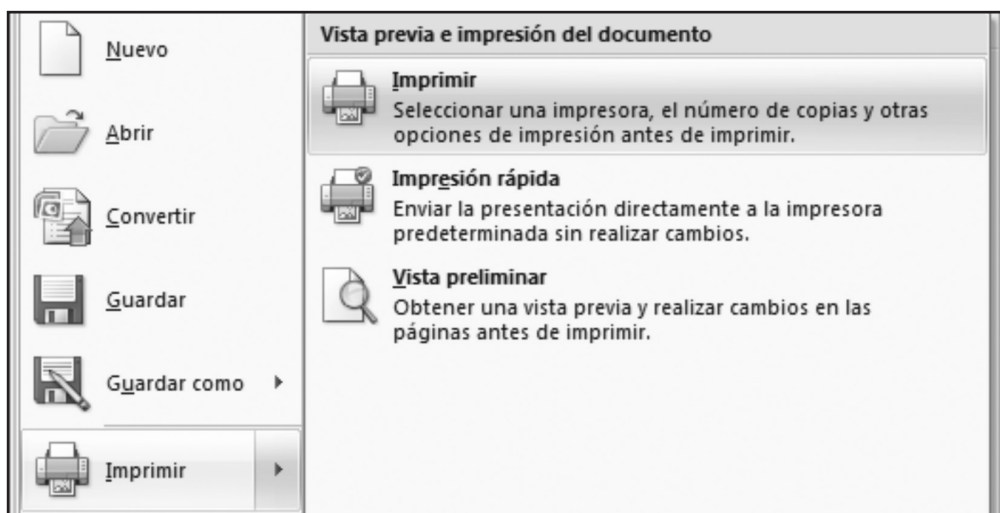 Nuevo
Abrir
Convertir
Guardar
Guardar como
Imprimir
Vista previa e impresión del documento
Imprimir
Seleccionar una impresora, el número de copias y otras
opciones de impresión antes de imprimir.
Impresión rápida
Enviar la presentación directamente a la impresora
predeterminada sin realizar cambios.
Vista preliminar
Obtener una vista previa y realizar cambios en las
páginas antes de imprimir.